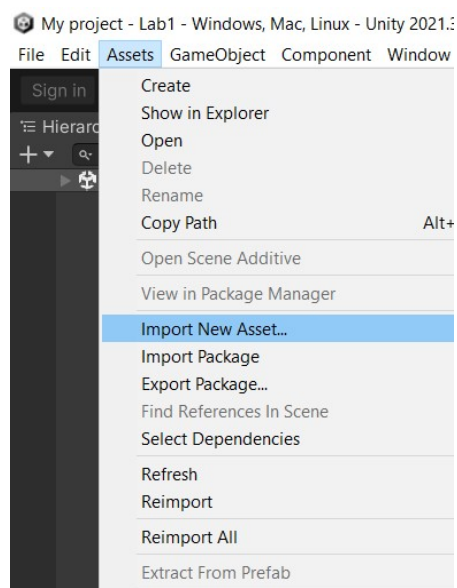 My project - Lab1 - Windows, Mac, Linux - Unity 2021.3
File Edit Assets GameObject Component Window
Sign in
Hierarc
Create
Show in Explorer
Open
Delete
Rename
Copy Path Alt+
Open Scene Additive
View in Package Manager
Import New Asset...
Import Package
Export Package...
Find References In Scene
Select Dependencies
Refresh
Reimport
Reimport All
Extract From Prefab